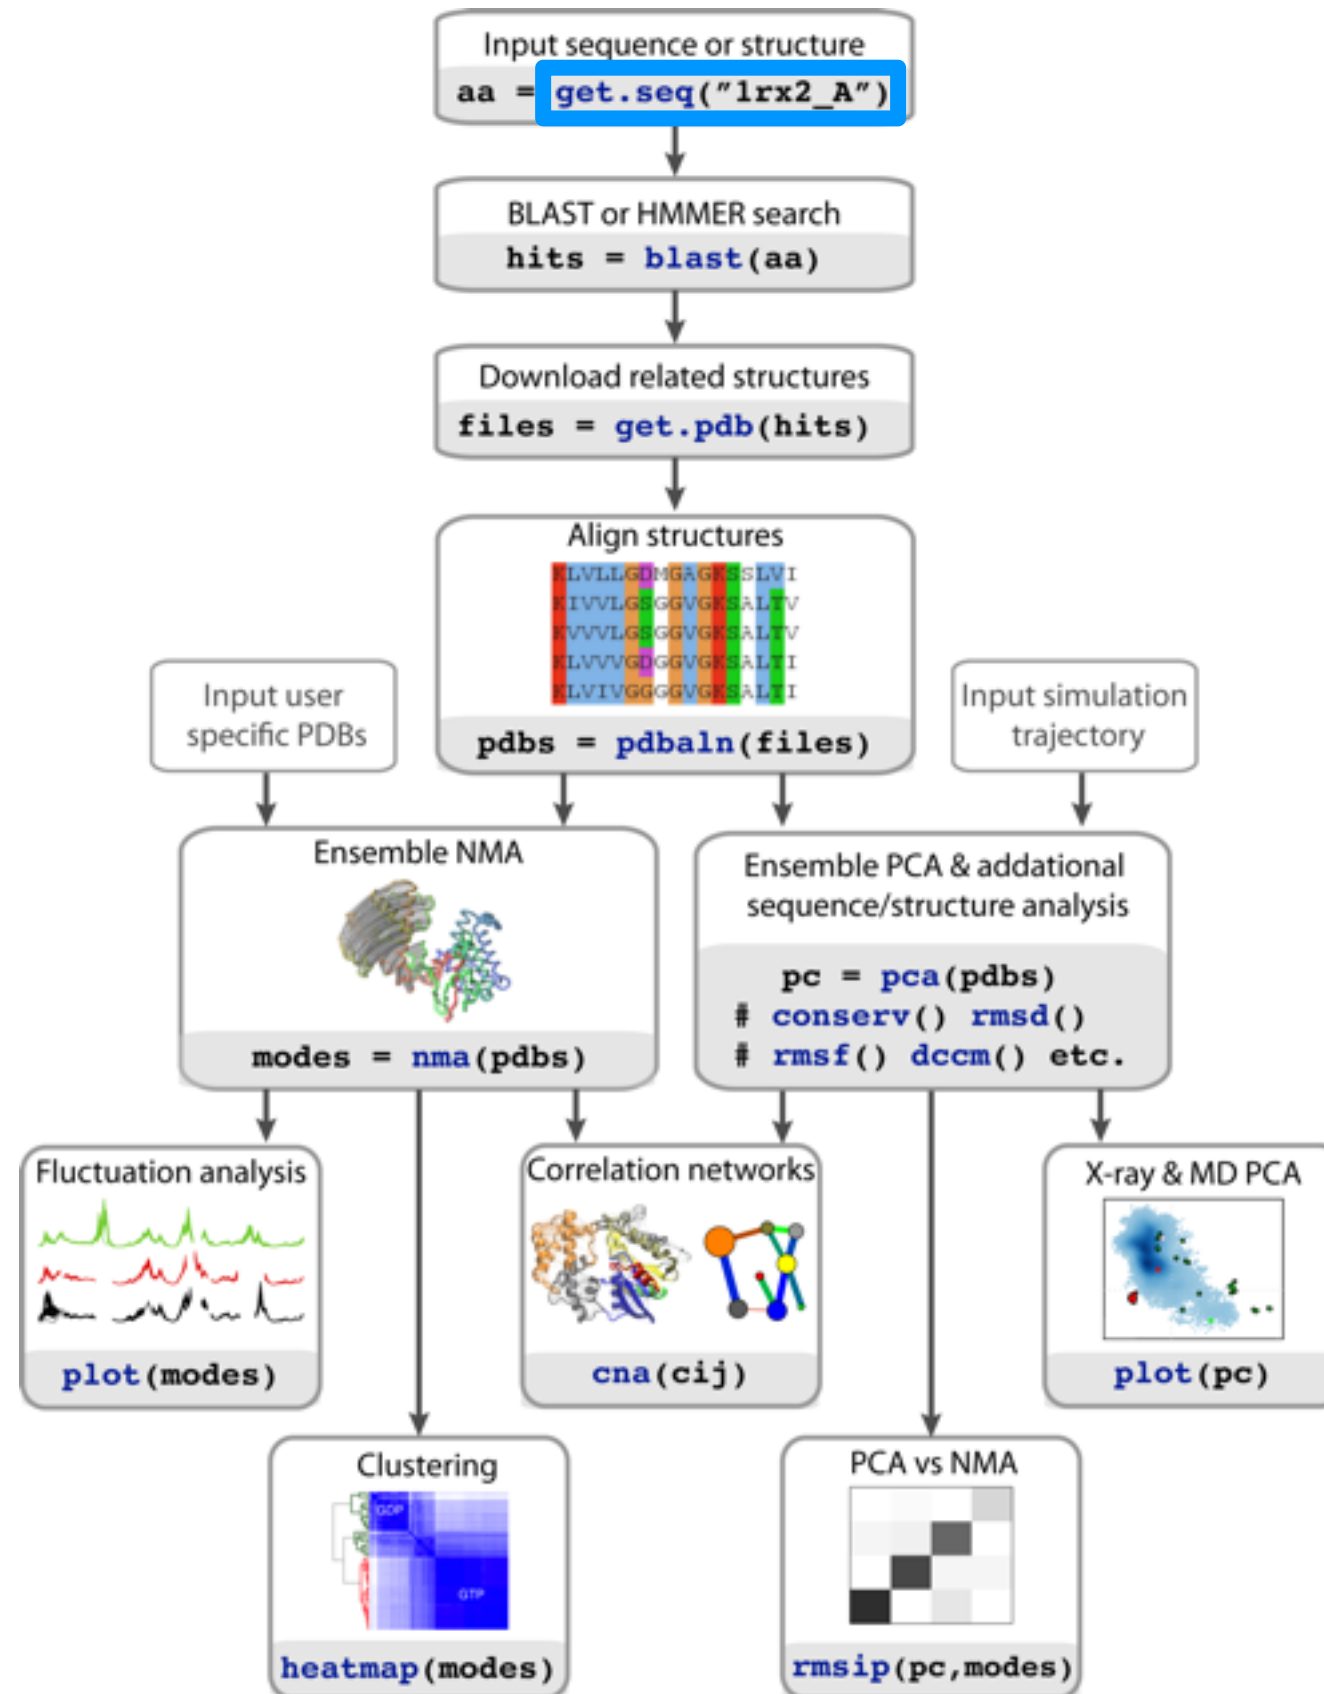 Input sequence or structure
aa = get.seq("1rx2_A")
BLAST or HMMER search
hits = blast(aa)
Download related structures
files = get.pdb(hits)
Align structures
KLVLLGDMGAGKSSLVI
KIVVLGSGGVGKSALTV
KVVVLGSGGVGKSALTV
KLVVVGDGGVGKSALTI
KLVIVGGGGVGKSALTI
pdbs = pdbaln(files)
Input user
specific PDBs
Input simulation
trajectory
Ensemble NMA
modes = nma(pdbs)
Ensemble PCA & addational
sequence/structure analysis
pc = pca(pdbs)
# conserv() rmsd()
# rmsf() dccm() etc.
Fluctuation analysis
plot(modes)
Correlation networks
cna(cij)
X-ray & MD PCA
plot(pc)
Clustering
GDP
GTP
heatmap(modes)
PCA vs NMA
rmsip(pc,modes)